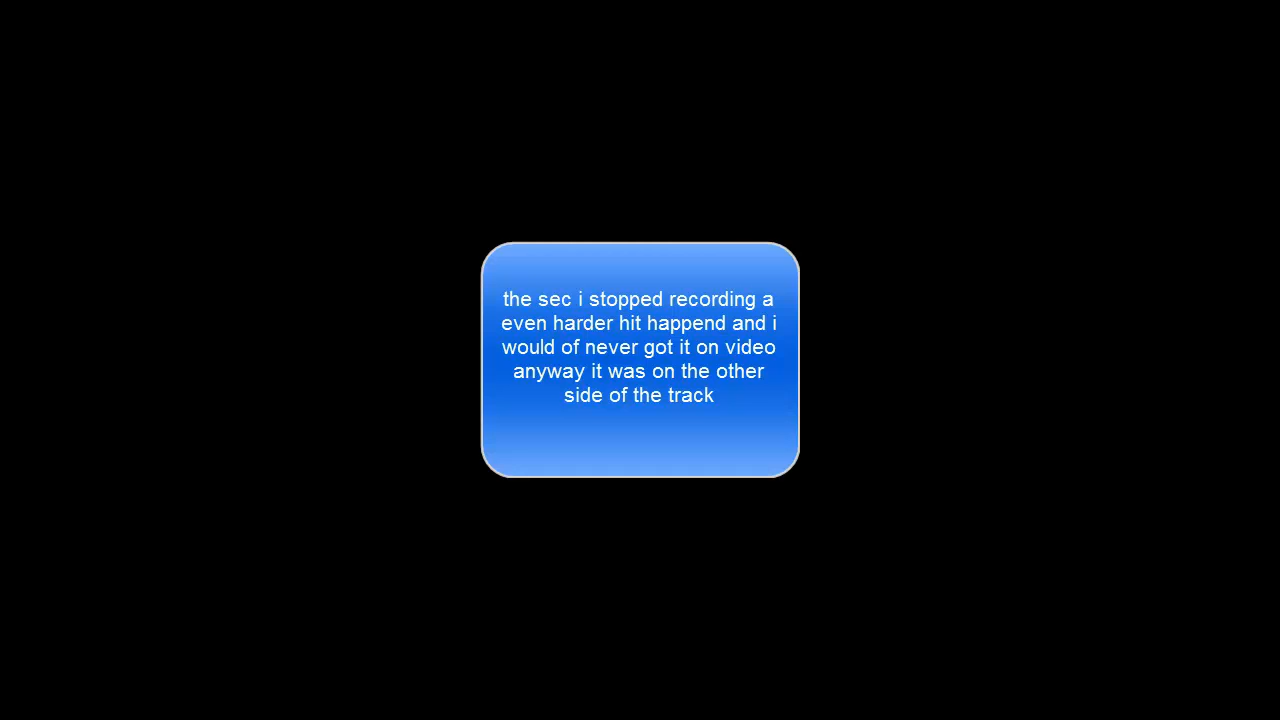 the sec i stopped recording a
even harder hit happend and i
would of never got it on video
anyway it was on the other
side of the track